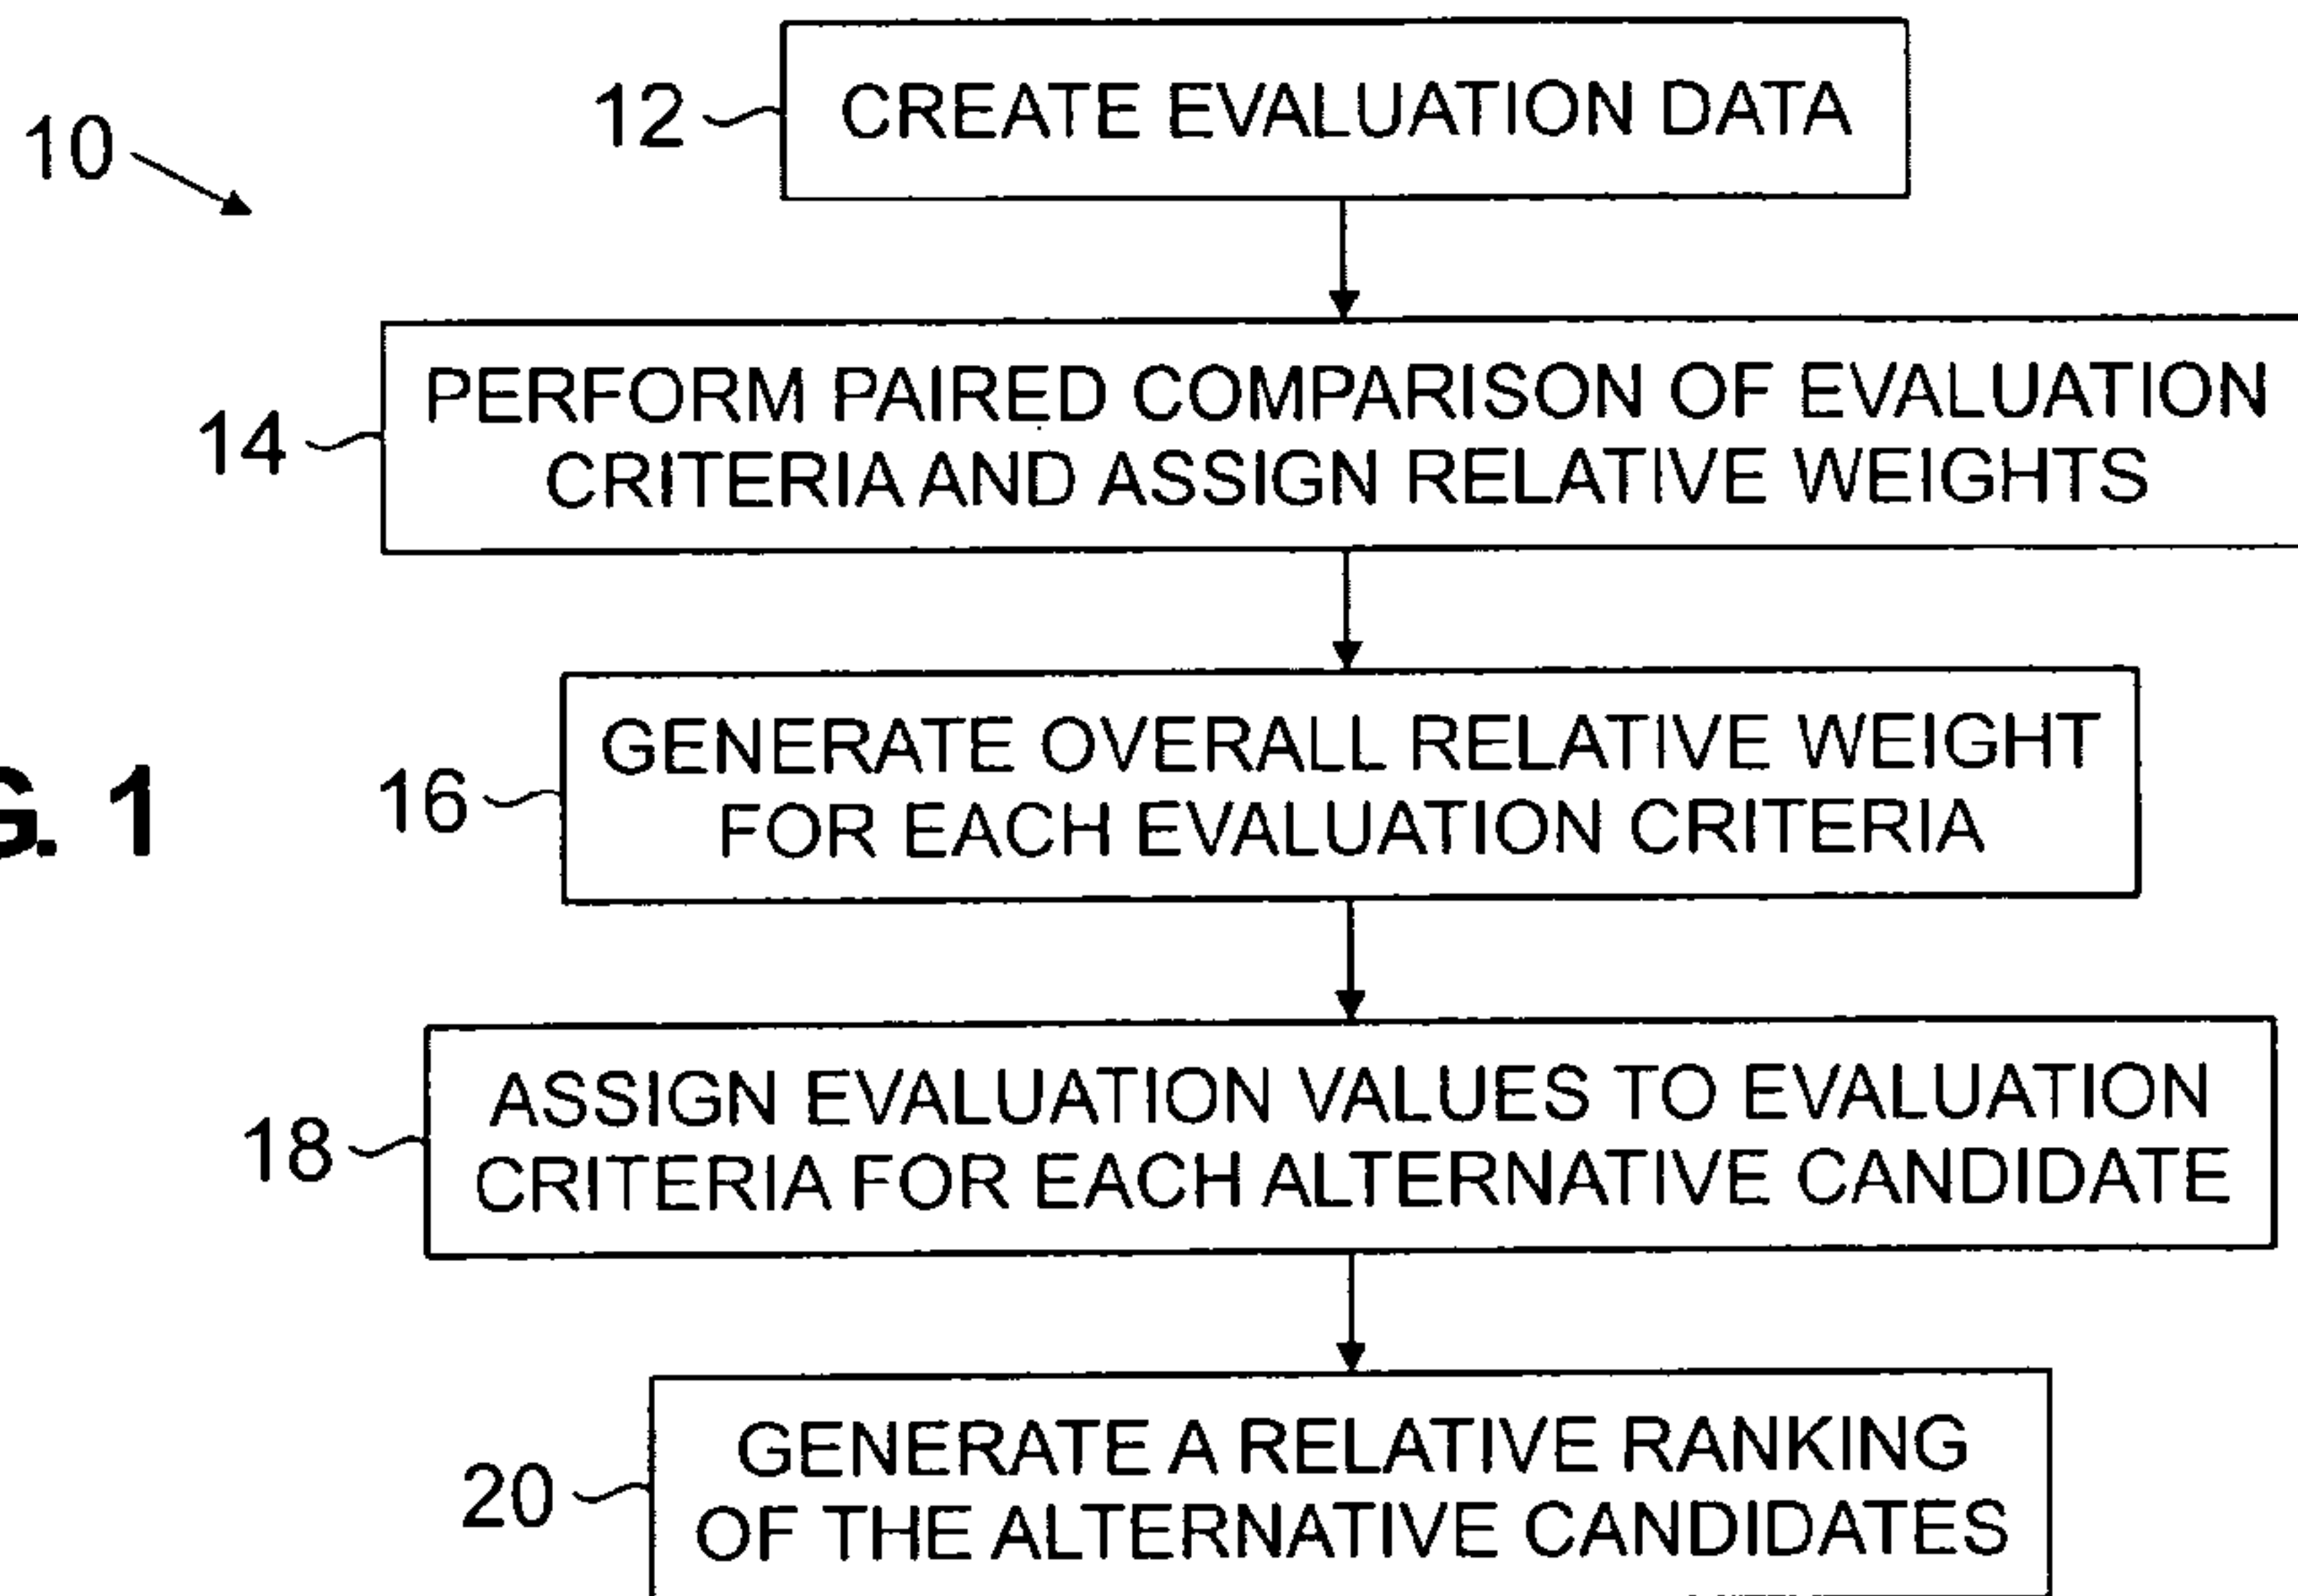 10
12
CREATE EVALUATION DATA
14
PERFORM PAIRED COMPARISON OF EVALUATION
CRITERIA AND ASSIGN RELATIVE WEIGHTS
G. 1
16
GENERATE OVERALL RELATIVE WEIGHT
FOR EACH EVALUATION CRITERIA
18
ASSIGN EVALUATION VALUES TO EVALUATION
CRITERIA FOR EACH ALTERNATIVE CANDIDATE
20
GENERATE A RELATIVE RANKING
OF THE ALTERNATIVE CANDIDATES